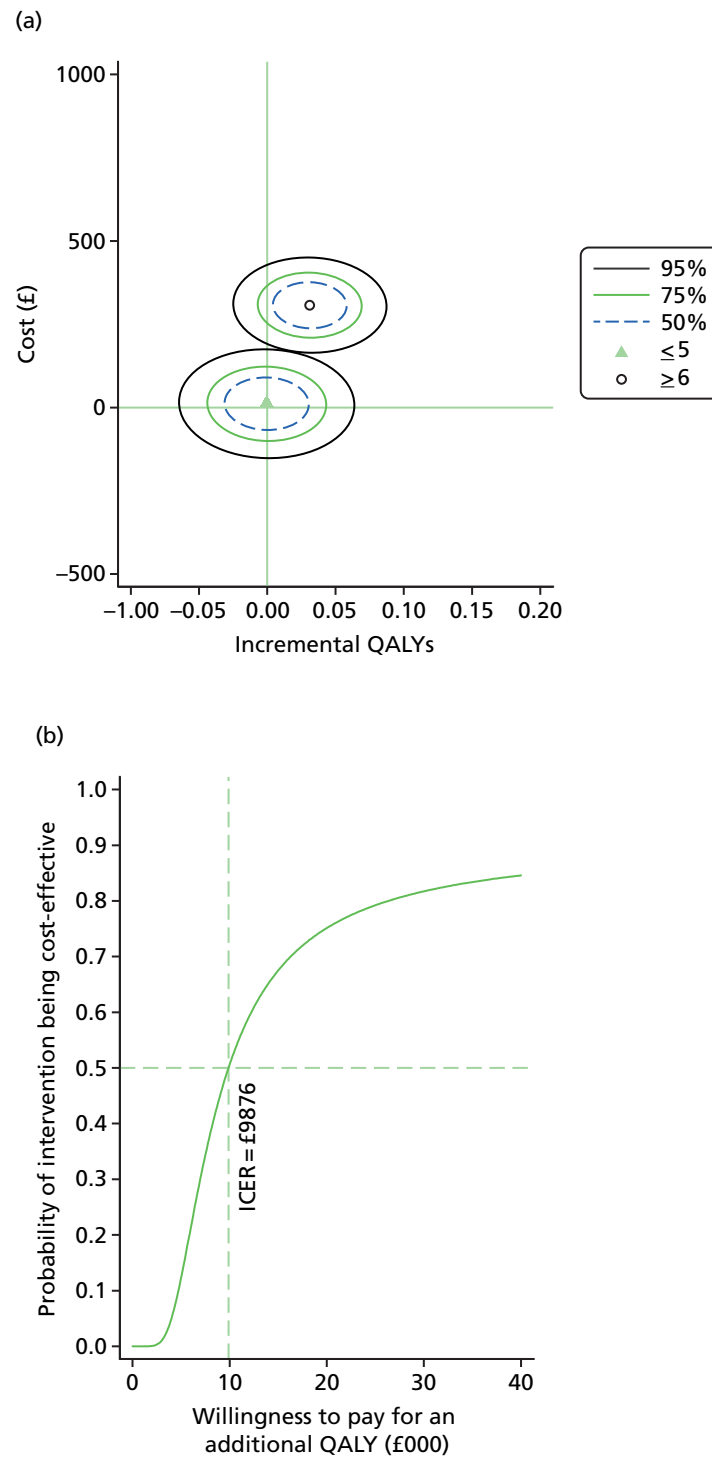 (a)
1000
500
0
−500
Cost (£)
−1.00 −0.05 0.00 0.05 0.10 0.15 0.20
Incremental QALYs
95%
75%
50%
≤5
≥6
(b)
1.0
0.9
0.8
0.7
0.6
0.5
0.4
0.3
0.2
0.1
0.0
Probability of intervention being cost-effective
ICER = £9876
0 10 20 30 40
Willingness to pay for an
additional QALY (£000)